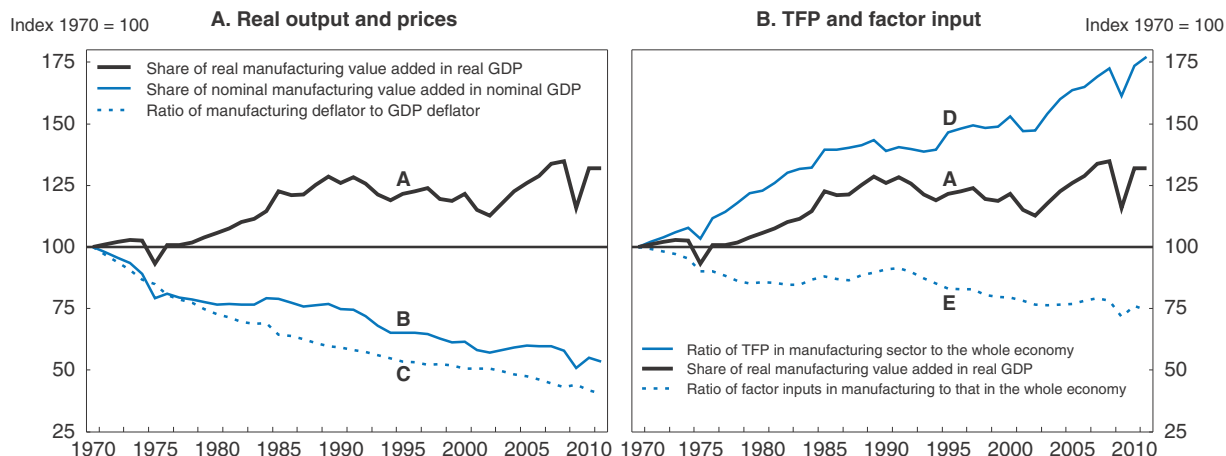 A. Real output and prices
Index 1970 = 100
175
150
125
100
75
50
25
Share of real manufacturing value added in real GDP
Share of nominal manufacturing value added in nominal GDP
Ratio of manufacturing deflator to GDP deflator
A
B
C
1970 1975 1980 1985 1990 1995 2000 2005 2010
B. TFP and factor input
Index 1970 = 100
175
150
125
100
75
50
25
D
A
E
Ratio of TFP in manufacturing sector to the whole economy
Share of real manufacturing value added in real GDP
Ratio of factor inputs in manufacturing to that in the whole economy
1970 1975 1980 1985 1990 1995 2000 2005 2010